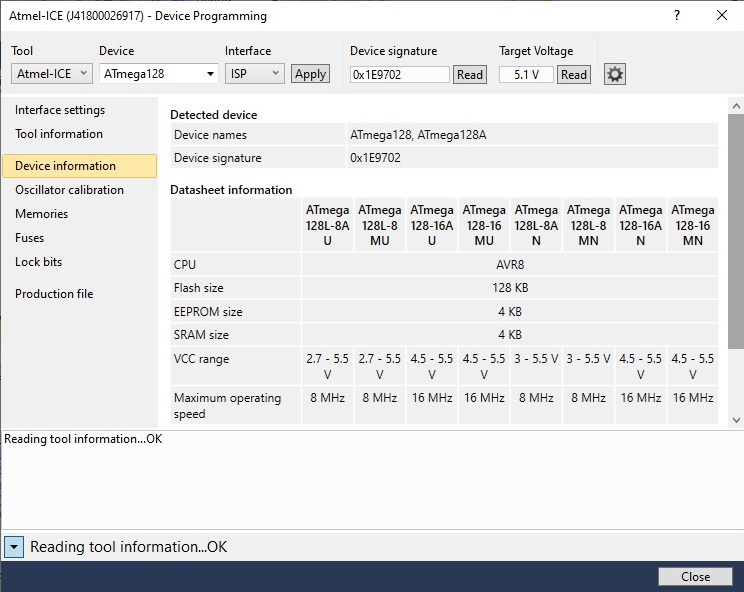 Atmel-ICE (J41800026917) - Device Programming
?
Tool Device Interface Device signature Target Voltage
Atmel-ICE ATmega128 ISP Apply 0x1E9702 Read 5.1 V Read
Interface settings
Tool information
Device information
Oscillator calibration
Memories
Fuses
Lock bits
Production file
Detected device
Device names ATmega128, ATmega128A
Device signature 0x1E9702
Datasheet information
ATmega ATmega ATmega ATmega ATmega ATmega ATmega ATmega
128L-8A 128L-8 128-16A 128-16 128L-8A 128L-8 128-16A 128-16
U MU U MU N MN N MN
CPU AVR8
Flash size 128 KB
EEPROM size 4 KB
SRAM size 4 KB
VCC range 2.7 - 5.5 2.7 - 5.5 4.5 - 5.5 4.5 - 5.5 3 - 5.5 V 3 - 5.5 V 4.5 - 5.5 4.5 - 5.5
V V V V V V
Maximum operating 8 MHz 8 MHz 16 MHz 16 MHz 8 MHz 8 MHz 16 MHz 16 MHz
speed
Reading tool information...OK
Reading tool information...OK
Close